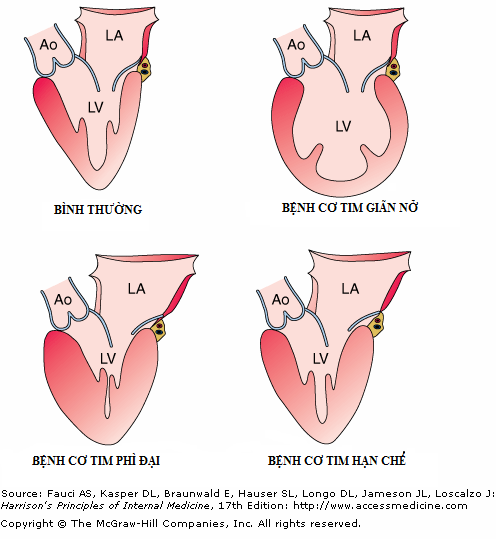 Ao LA
LV
BÌNH THƯỜNG
Ao LA
LV
BỆNH CƠ TIM GIÃN NỞ
Ao LA
LV
BỆNH CƠ TIM PHÌ ĐẠI
Ao LA
LV
BỆNH CƠ TIM HẠN CHẾ
Source: Fauci AS, Kasper DL, Braunwald E, Hauser SL, Longo DL, Jameson JL, Loscalzo J:
Harrison's Principles of Internal Medicine, 17th Edition: http://www.accessmedicine.com
Copyright © The McGraw-Hill Companies, Inc. All rights reserved.